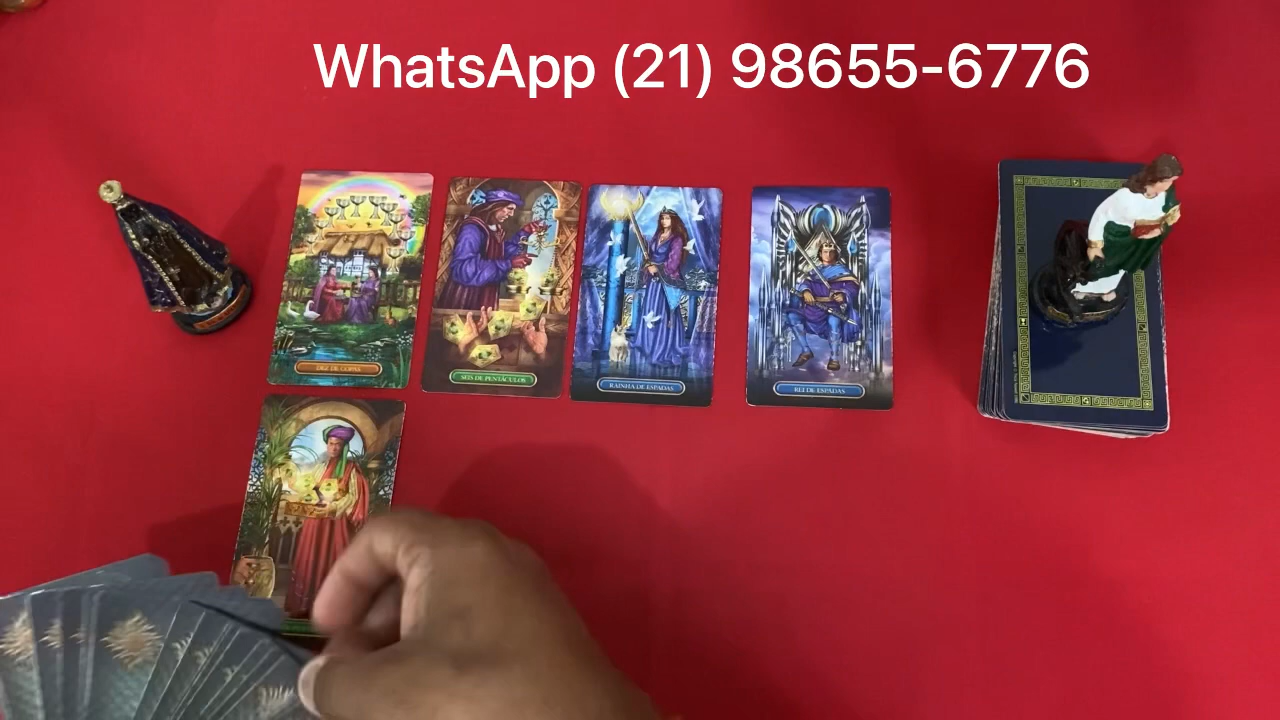 WhatsApp (21) 98655-6776
DEZ DE COPAS
SEIS DE PENTÁCULOS
RAINHA DE ESPADAS
REI DE ESPADAS